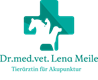 Dr.med.vet. Lena Meile
Tierärztin für Akupunktur